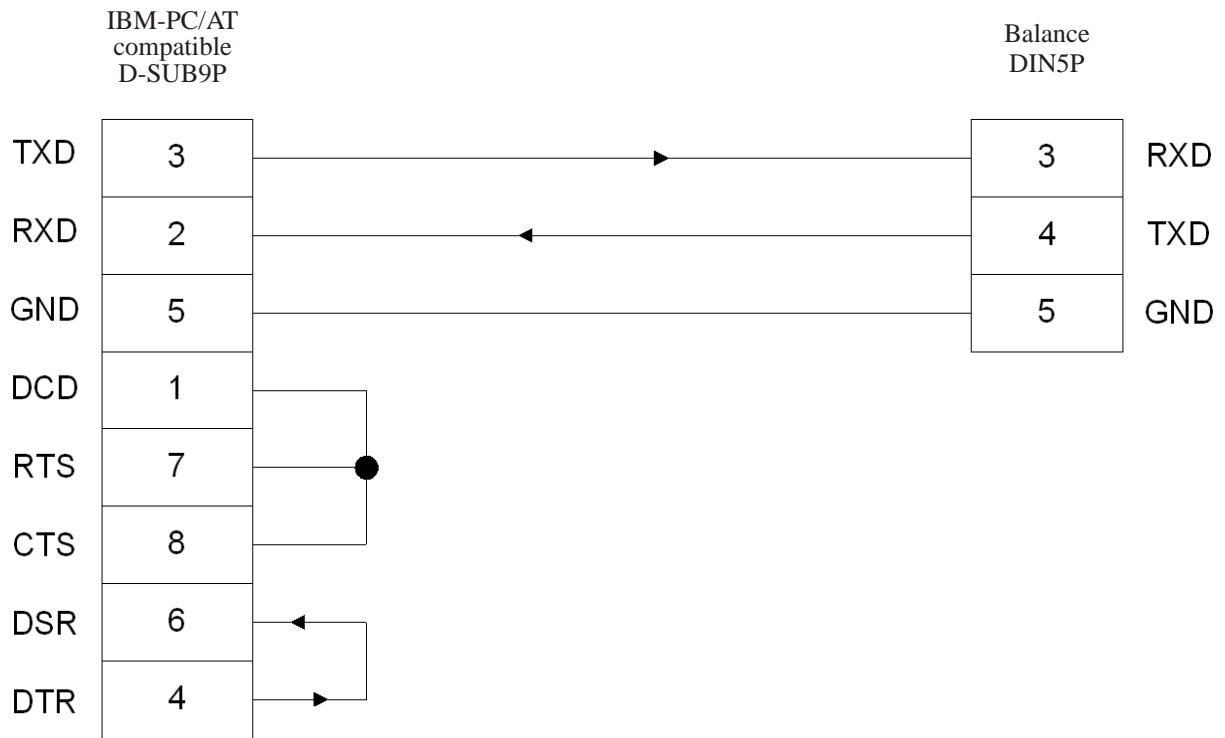 IBM-PC/AT
compatible
D-SUB9P
Balance
DIN5P
TXD 3 3 RXD
RXD 2 4 TXD
GND 5 5 GND
DCD 1
RTS 7
CTS 8
DSR 6
DTR 4